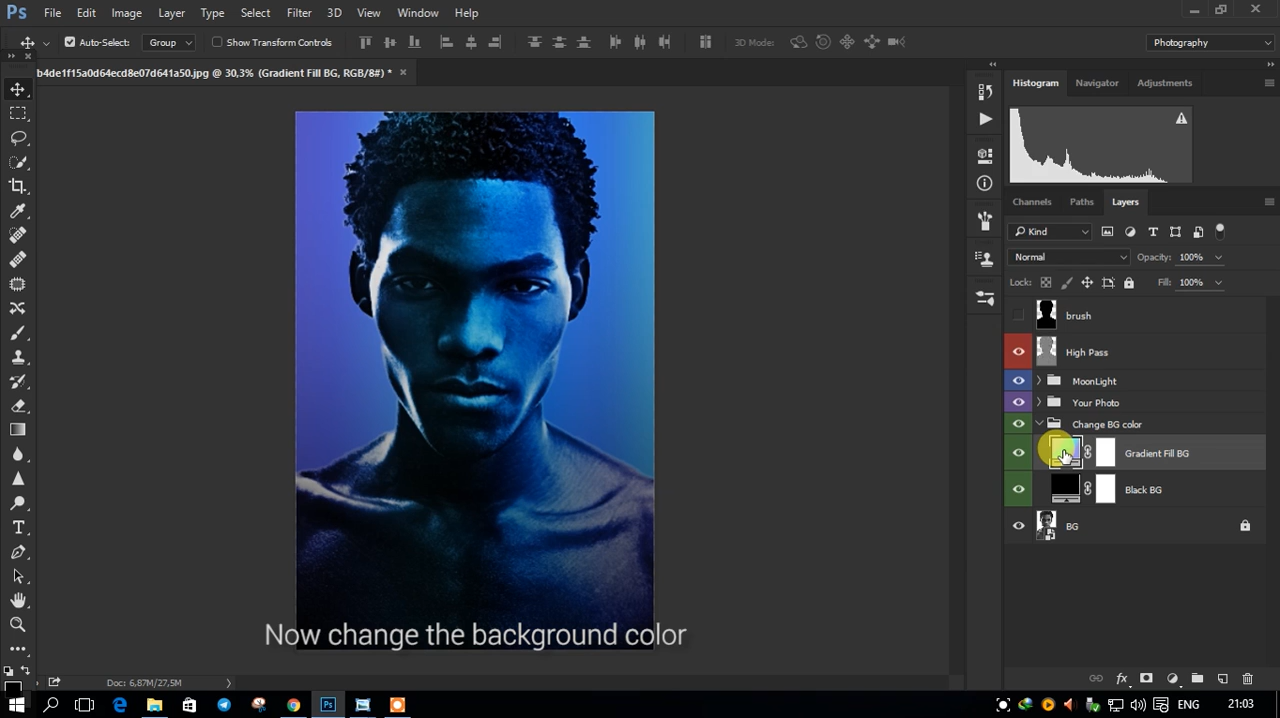 Ps File Edit Image Layer Type Select Filter 3D View Window Help
Auto-Select: Group Show Transform Controls 3D Mode: Photography
b4de1f15a0d64ecd8e07d641a50.jpg @ 30,3% (Gradient Fill BG, RGB/8#) * ×
Histogram Navigator Adjustments
Channels Paths Layers
Kind
Normal Opacity: 100%
Lock: Fill: 100%
brush
High Pass
MoonLight
Your Photo
Change BG color
Gradient Fill BG
Black BG
BG
Now change the background color
Doc: 6,87M/27,5M
Ps ENG 21:03